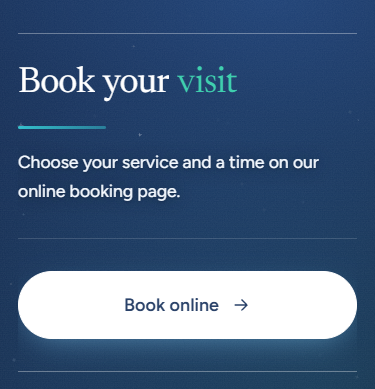 Book your visit
Choose your service and a time on our
online booking page.
Book online →